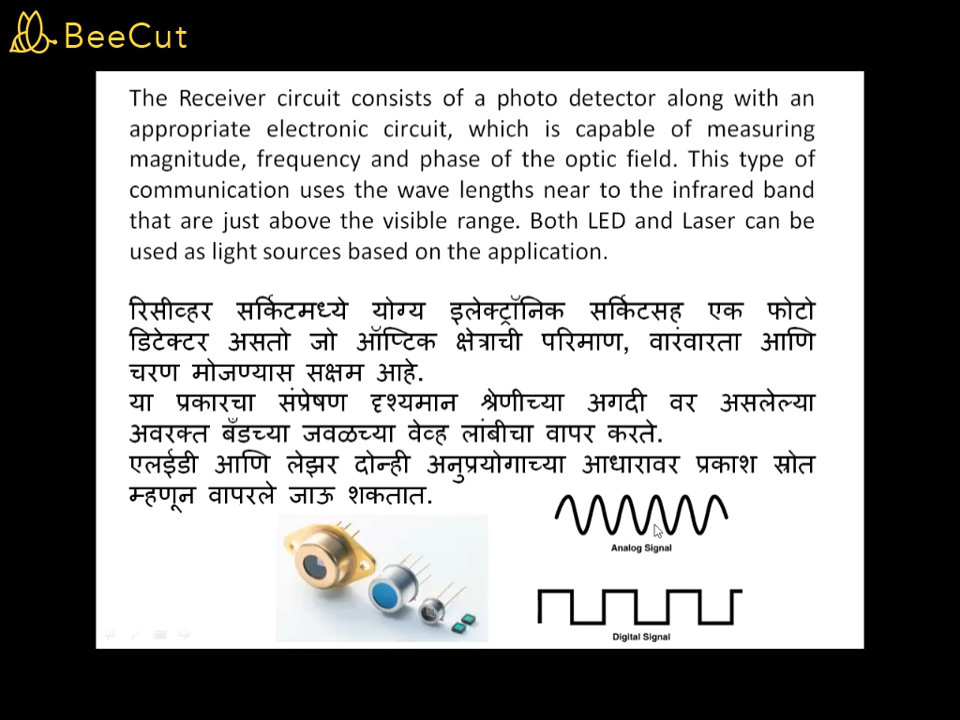 BeeCut
The Receiver circuit consists of a photo detector along with an
appropriate electronic circuit, which is capable of measuring
magnitude, frequency and phase of the optic field. This type of
communication uses the wave lengths near to the infrared band
that are just above the visible range. Both LED and Laser can be
used as light sources based on the application.
रिसीव्हर सर्किटमध्ये योग्य इलेक्ट्रॉनिक सर्किटसह एक फोटो
डिटेक्टर असतो जो ऑप्टिक क्षेत्राची परिमाण, वारंवारता आणि
चरण मोजण्यास सक्षम आहे.
या प्रकारचा संप्रेषण दृश्यमान श्रेणीच्या अगदी वर असलेल्या
अवरक्त बँडच्या जवळच्या वेव्ह लांबीचा वापर करते.
एलईडी आणि लेझर दोन्ही अनुप्रयोगाच्या आधारावर प्रकाश स्रोत
म्हणून वापरले जाऊ शकतात.
Analog Signal
Digital Signal